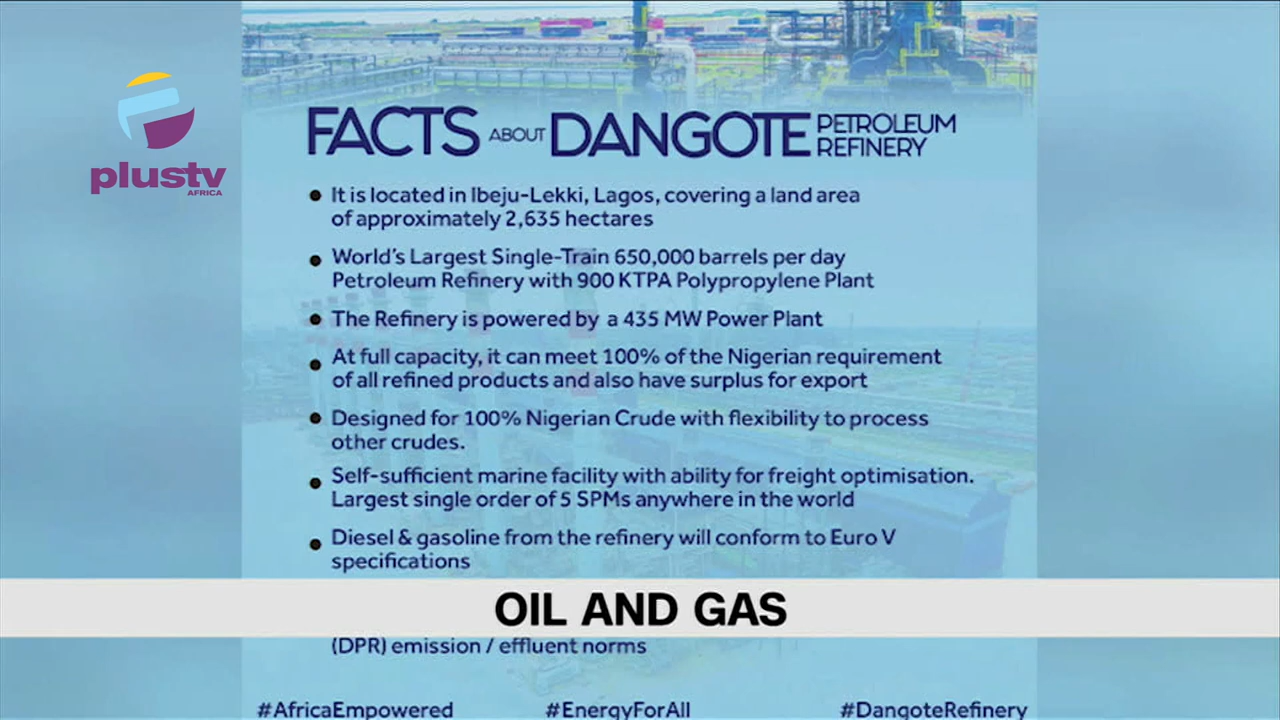 plustv
AFRICA
FACTS ABOUT DANGOTE PETROLEUM REFINERY
It is located in Ibeju-Lekki, Lagos, covering a land area
of approximately 2,635 hectares
World's Largest Single-Train 650,000 barrels per day
Petroleum Refinery with 900 KTPA Polypropylene Plant
The Refinery is powered by a 435 MW Power Plant
At full capacity, it can meet 100% of the Nigerian requirement
of all refined products and also have surplus for export
Designed for 100% Nigerian Crude with flexibility to process
other crudes.
Self-sufficient marine facility with ability for freight optimisation.
Largest single order of 5 SPMs anywhere in the world
Diesel & gasoline from the refinery will conform to Euro V
specifications
OIL AND GAS
(DPR) emission / effluent norms
#AfricaEmpowered #EnergyForAll #DangoteRefinery